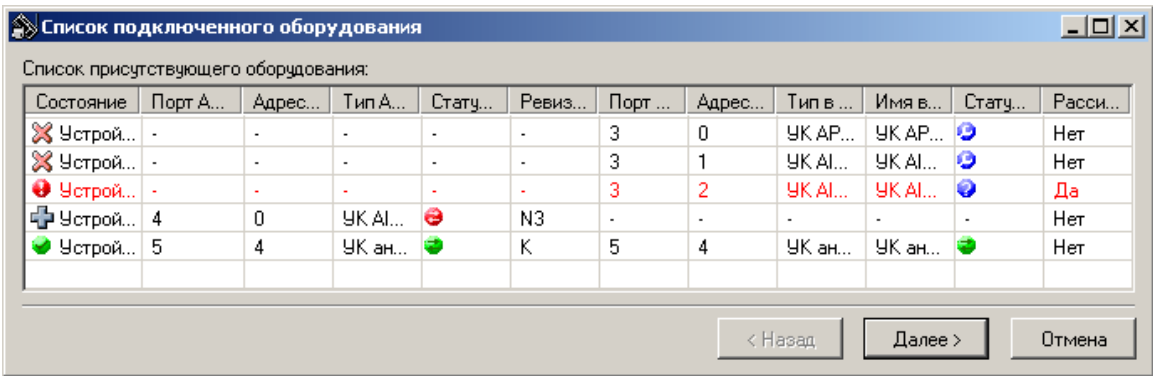 Список подключенного оборудования
Список присутствующего оборудования:
Состояние Порт А... Адрес... Тип А... Стату... Ревиз... Порт ... Адрес... Тип в ... Имя в... Стату... Расси...
Устрой... - - - - - 3 0 УК АР... УК АР... Нет
Устрой... - - - - - 3 1 УК AI... УК AI... Нет
Устрой... - - - - - 3 2 УК AI... УК AI... Да
Устрой... 4 0 УК AI... N3 - - - - - Нет
Устрой... 5 4 УК ан... К 5 4 УК ан... УК ан... Нет
< Назад Далее > Отмена